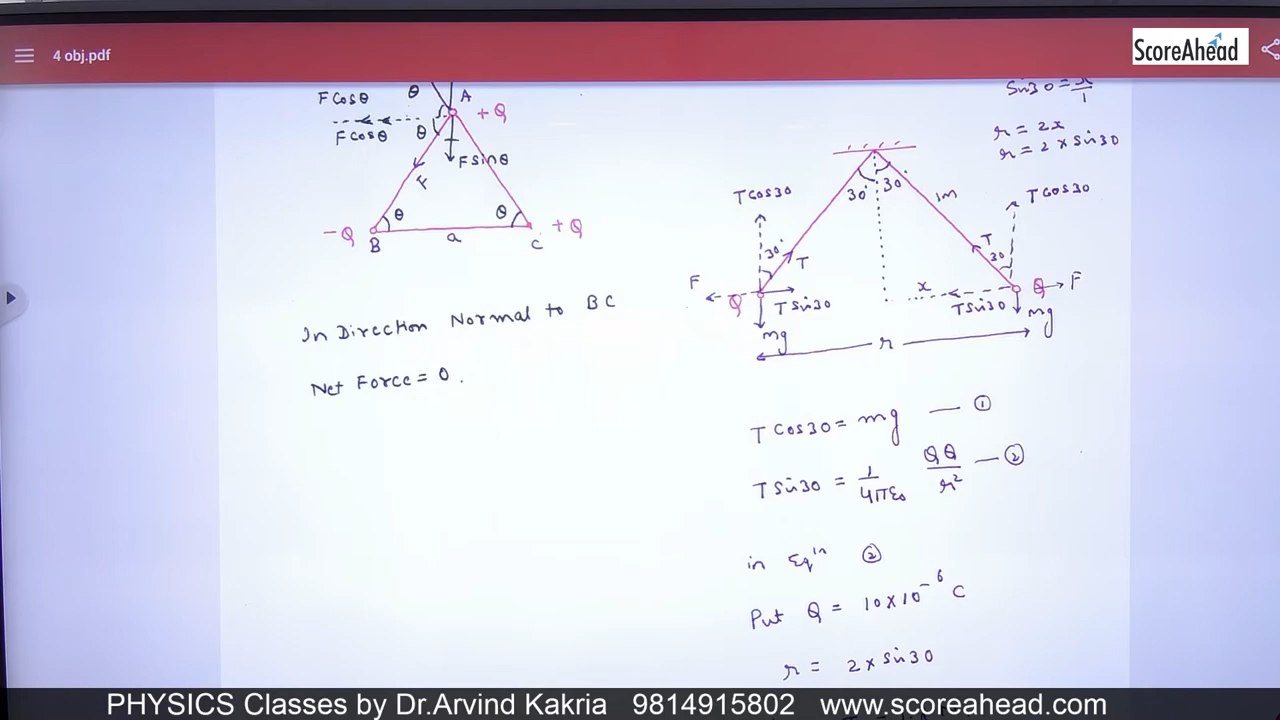 4 obj.pdf
ScoreAhead
F Cosθ
θ
A
+Q
F Cosθ
θ
F Sinθ
F
-Q
θ
θ
+Q
B
a
C
In Direction Normal to BC
Net Force = 0.
r = 2x
r = 2 × Sin30
30° 30°
1m
T Cos30
T Cos30
30°
T
T
30
F
Q
T Sin30
x
T Sin30
Q
F
mg
mg
r
T Cos30 = mg — ①
T Sin30 = 1/4πε₀ QQ/r² — ②
in Eqⁿ ②
Put Q = 10×10⁻⁶ C
r = 2 × Sin30
PHYSICS Classes by Dr.Arvind Kakria 9814915802 www.scoreahead.com